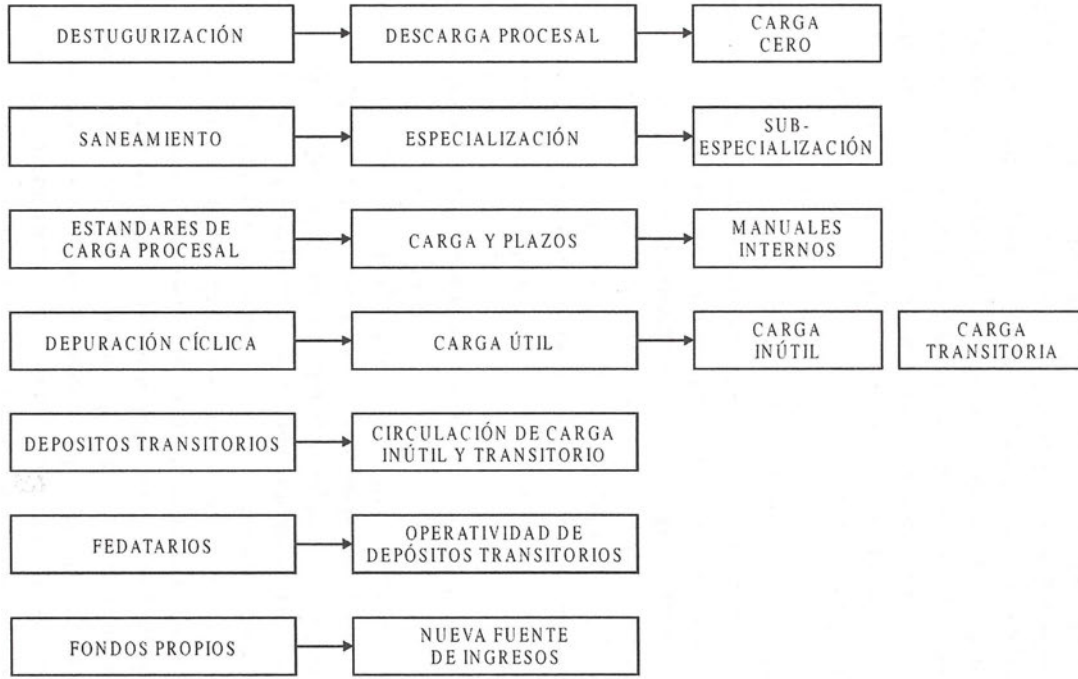 DESTUGURIZACIÓN
DESCARGA PROCESAL
CARGA
CERO
SANEAMIENTO
ESPECIALIZACIÓN
SUB-
ESPECIALIZACIÓN
ESTANDARES DE
CARGA PROCESAL
CARGA Y PLAZOS
MANUALES
INTERNOS
DEPURACIÓN CÍCLICA
CARGA ÚTIL
CARGA
INÚTIL
CARGA
TRANSITORIA
DEPOSITOS TRANSITORIOS
CIRCULACIÓN DE CARGA
INÚTIL Y TRANSITORIO
FEDATARIOS
OPERATIVIDAD DE
DEPÓSITOS TRANSITORIOS
FONDOS PROPIOS
NUEVA FUENTE
DE INGRESOS